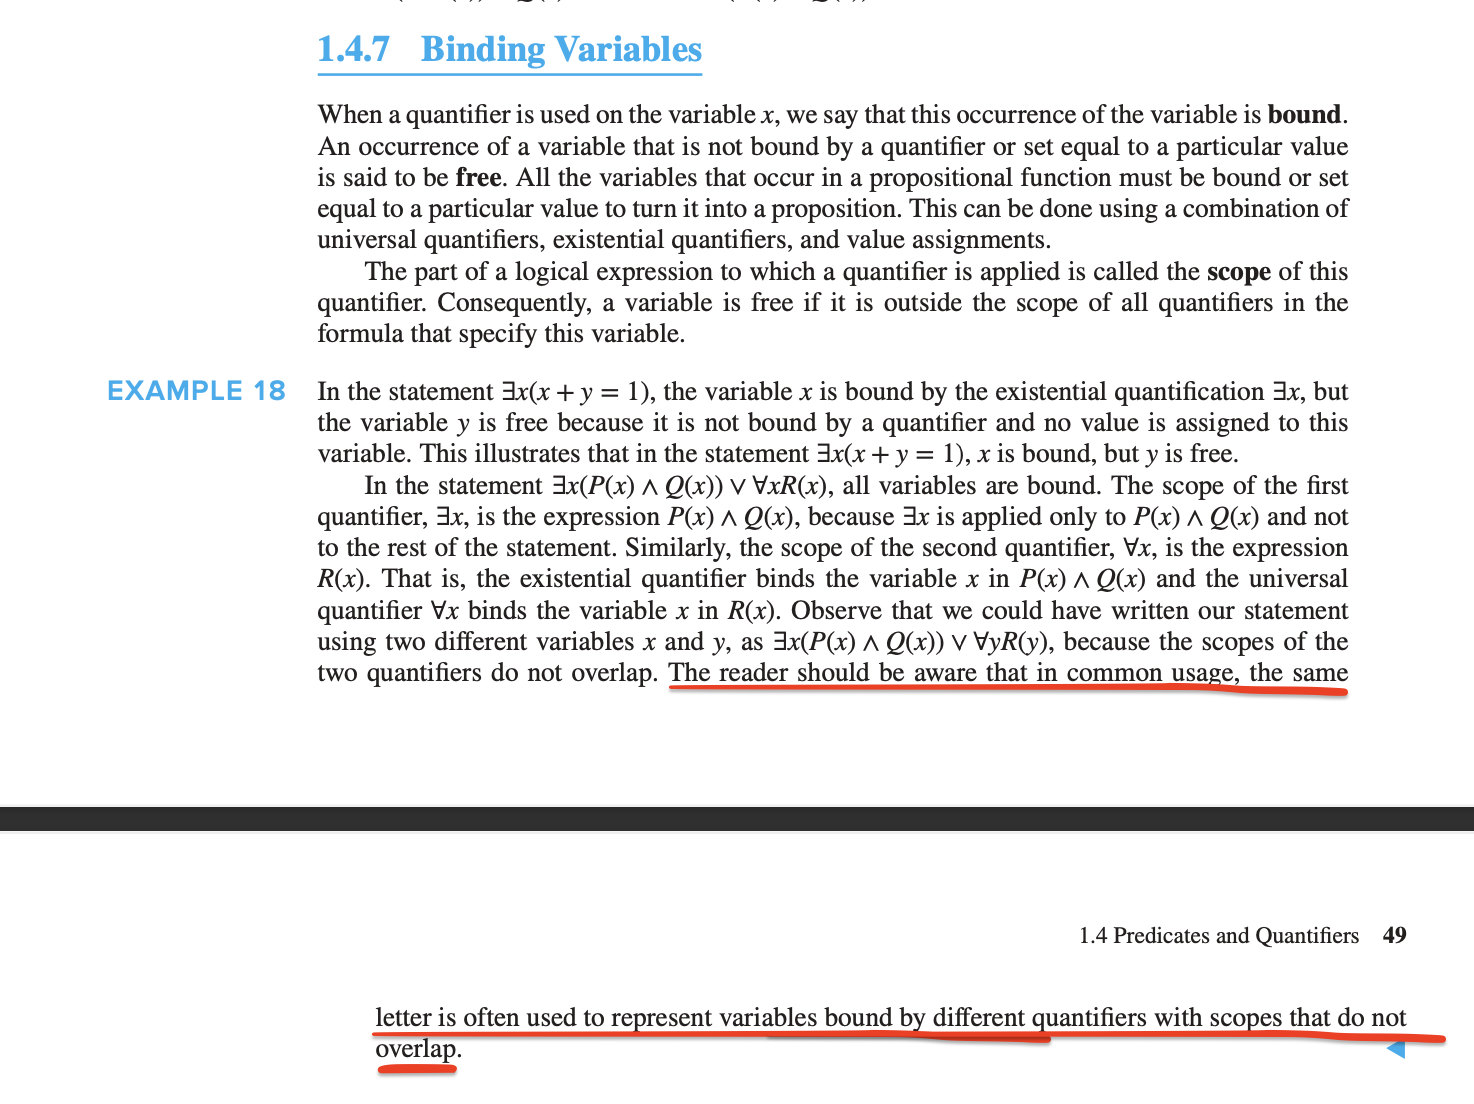 1.4.7 Binding Variables
When a quantifier is used on the variable x, we say that this occurrence of the variable is bound.
An occurrence of a variable that is not bound by a quantifier or set equal to a particular value
is said to be free. All the variables that occur in a propositional function must be bound or set
equal to a particular value to turn it into a proposition. This can be done using a combination of
universal quantifiers, existential quantifiers, and value assignments.
The part of a logical expression to which a quantifier is applied is called the scope of this
quantifier. Consequently, a variable is free if it is outside the scope of all quantifiers in the
formula that specify this variable.
EXAMPLE 18 In the statement ∃x(x + y = 1), the variable x is bound by the existential quantification ∃x, but
the variable y is free because it is not bound by a quantifier and no value is assigned to this
variable. This illustrates that in the statement ∃x(x + y = 1), x is bound, but y is free.
In the statement ∃x(P(x) ∧ Q(x)) ∨ ∀xR(x), all variables are bound. The scope of the first
quantifier, ∃x, is the expression P(x) ∧ Q(x), because ∃x is applied only to P(x) ∧ Q(x) and not
to the rest of the statement. Similarly, the scope of the second quantifier, ∀x, is the expression
R(x). That is, the existential quantifier binds the variable x in P(x) ∧ Q(x) and the universal
quantifier ∀x binds the variable x in R(x). Observe that we could have written our statement
using two different variables x and y, as ∃x(P(x) ∧ Q(x)) ∨ ∀yR(y), because the scopes of the
two quantifiers do not overlap. The reader should be aware that in common usage, the same
1.4 Predicates and Quantifiers 49
letter is often used to represent variables bound by different quantifiers with scopes that do not
overlap.